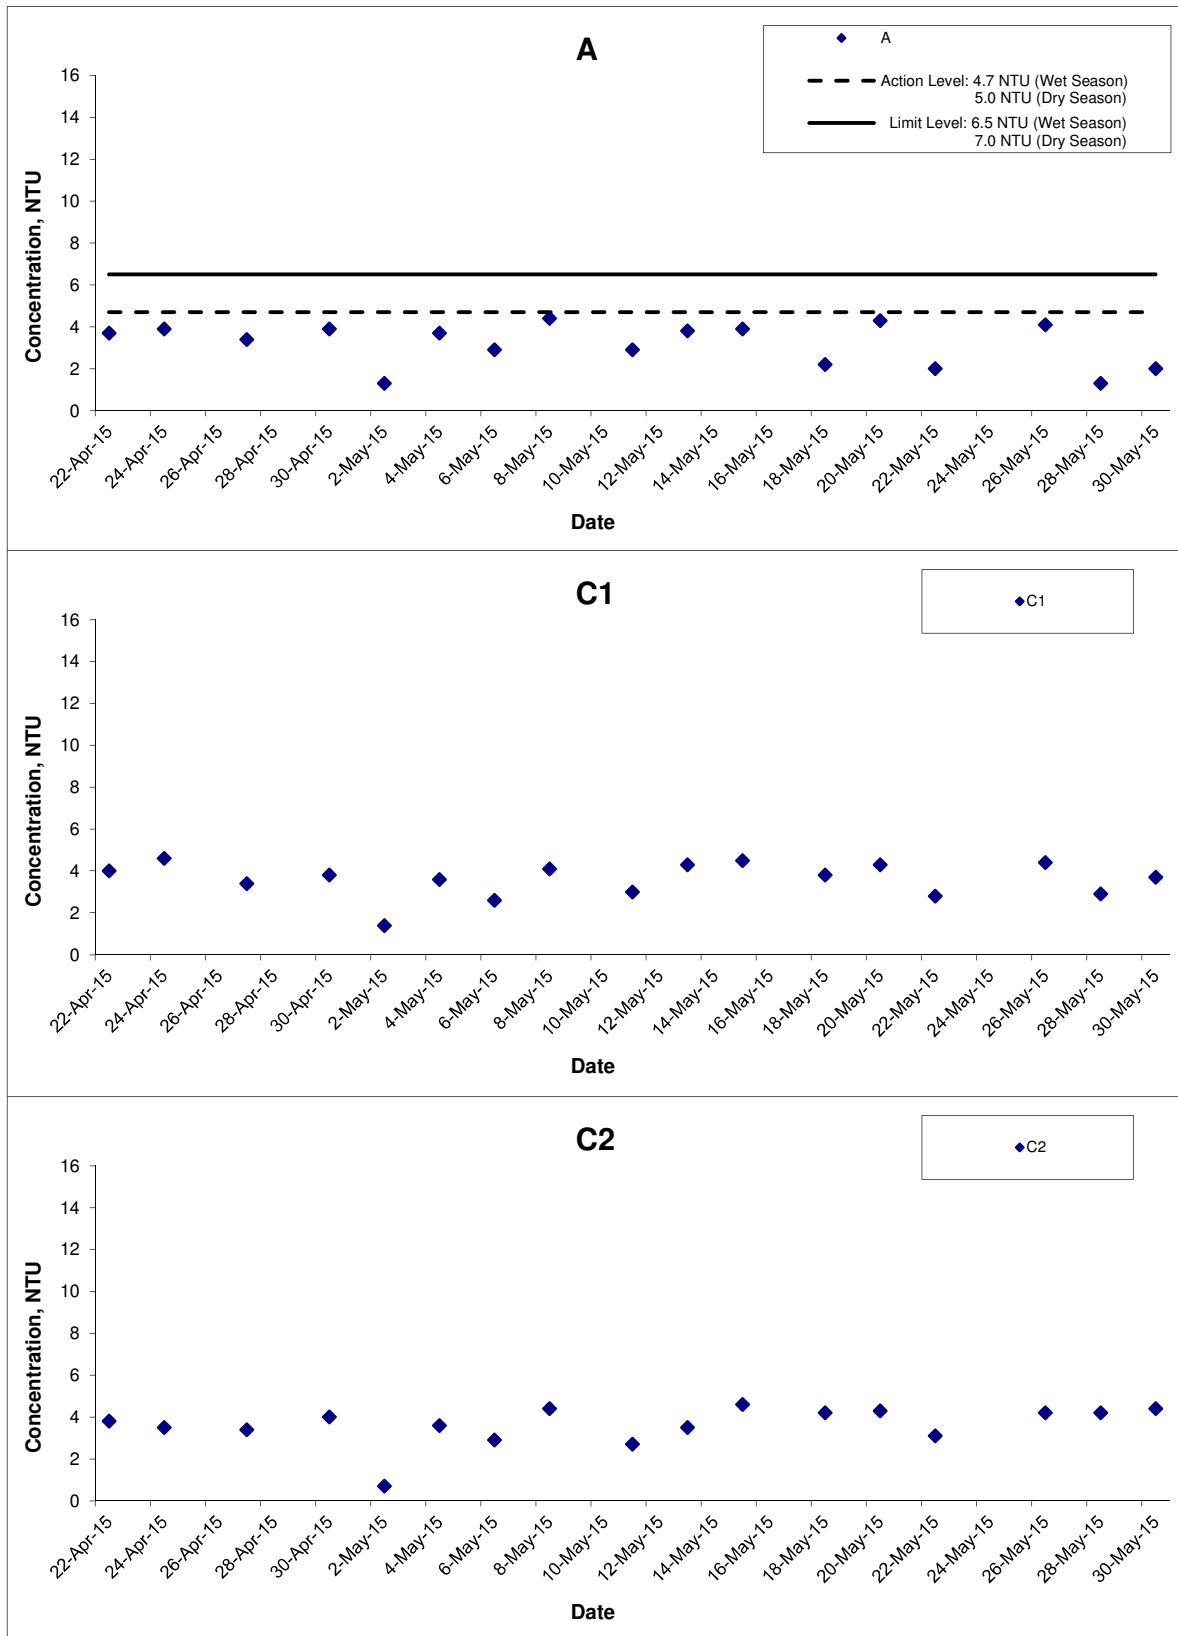 A
A
Action Level: 4.7 NTU (Wet Season)
5.0 NTU (Dry Season)
Limit Level: 6.5 NTU (Wet Season)
7.0 NTU (Dry Season)
Concentration, NTU
16
14
12
10
8
6
4
2
0
22-Apr-15
24-Apr-15
26-Apr-15
28-Apr-15
30-Apr-15
2-May-15
4-May-15
6-May-15
8-May-15
10-May-15
12-May-15
14-May-15
16-May-15
18-May-15
20-May-15
22-May-15
24-May-15
26-May-15
28-May-15
30-May-15
Date
C1
C1
Concentration, NTU
16
14
12
10
8
6
4
2
0
22-Apr-15
24-Apr-15
26-Apr-15
28-Apr-15
30-Apr-15
2-May-15
4-May-15
6-May-15
8-May-15
10-May-15
12-May-15
14-May-15
16-May-15
18-May-15
20-May-15
22-May-15
24-May-15
26-May-15
28-May-15
30-May-15
Date
C2
C2
Concentration, NTU
16
14
12
10
8
6
4
2
0
22-Apr-15
24-Apr-15
26-Apr-15
28-Apr-15
30-Apr-15
2-May-15
4-May-15
6-May-15
8-May-15
10-May-15
12-May-15
14-May-15
16-May-15
18-May-15
20-May-15
22-May-15
24-May-15
26-May-15
28-May-15
30-May-15
Date